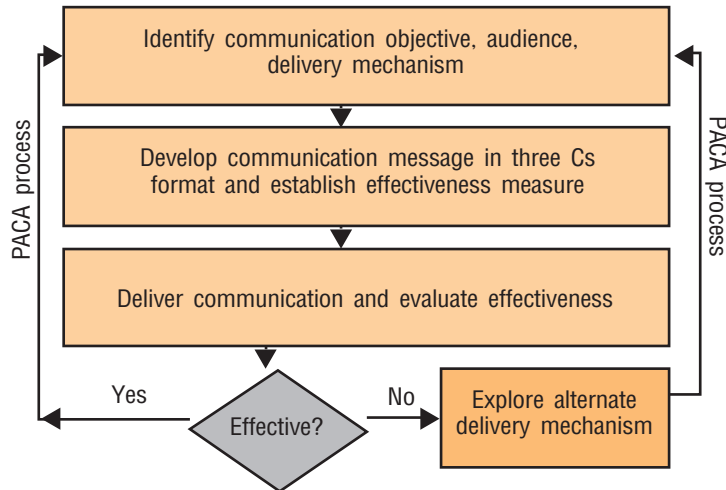 Identify communication objective, audience,
delivery mechanism
PACA process
PACA process
Develop communication message in three Cs
format and establish effectiveness measure
Deliver communication and evaluate effectiveness
Yes
Effective?
No
Explore alternate
delivery mechanism